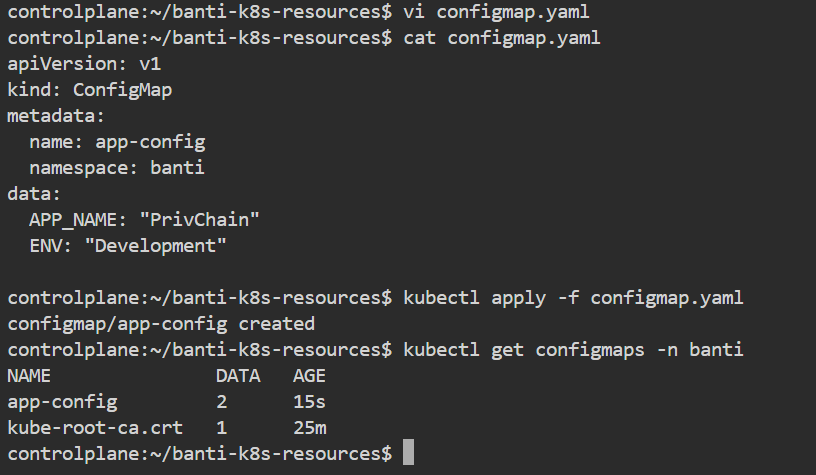 controlplane:~/banti-k8s-resources$ vi configmap.yaml
controlplane:~/banti-k8s-resources$ cat configmap.yaml
apiVersion: v1
kind: ConfigMap
metadata:
  name: app-config
  namespace: banti
data:
  APP_NAME: "PrivChain"
  ENV: "Development"

controlplane:~/banti-k8s-resources$ kubectl apply -f configmap.yaml
configmap/app-config created
controlplane:~/banti-k8s-resources$ kubectl get configmaps -n banti
NAME               DATA   AGE
app-config         2      15s
kube-root-ca.crt   1      25m
controlplane:~/banti-k8s-resources$